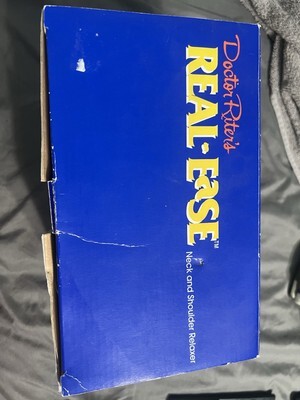 Doctor Riter's
REAL·EaSE™
Neck and Shoulder Relaxer